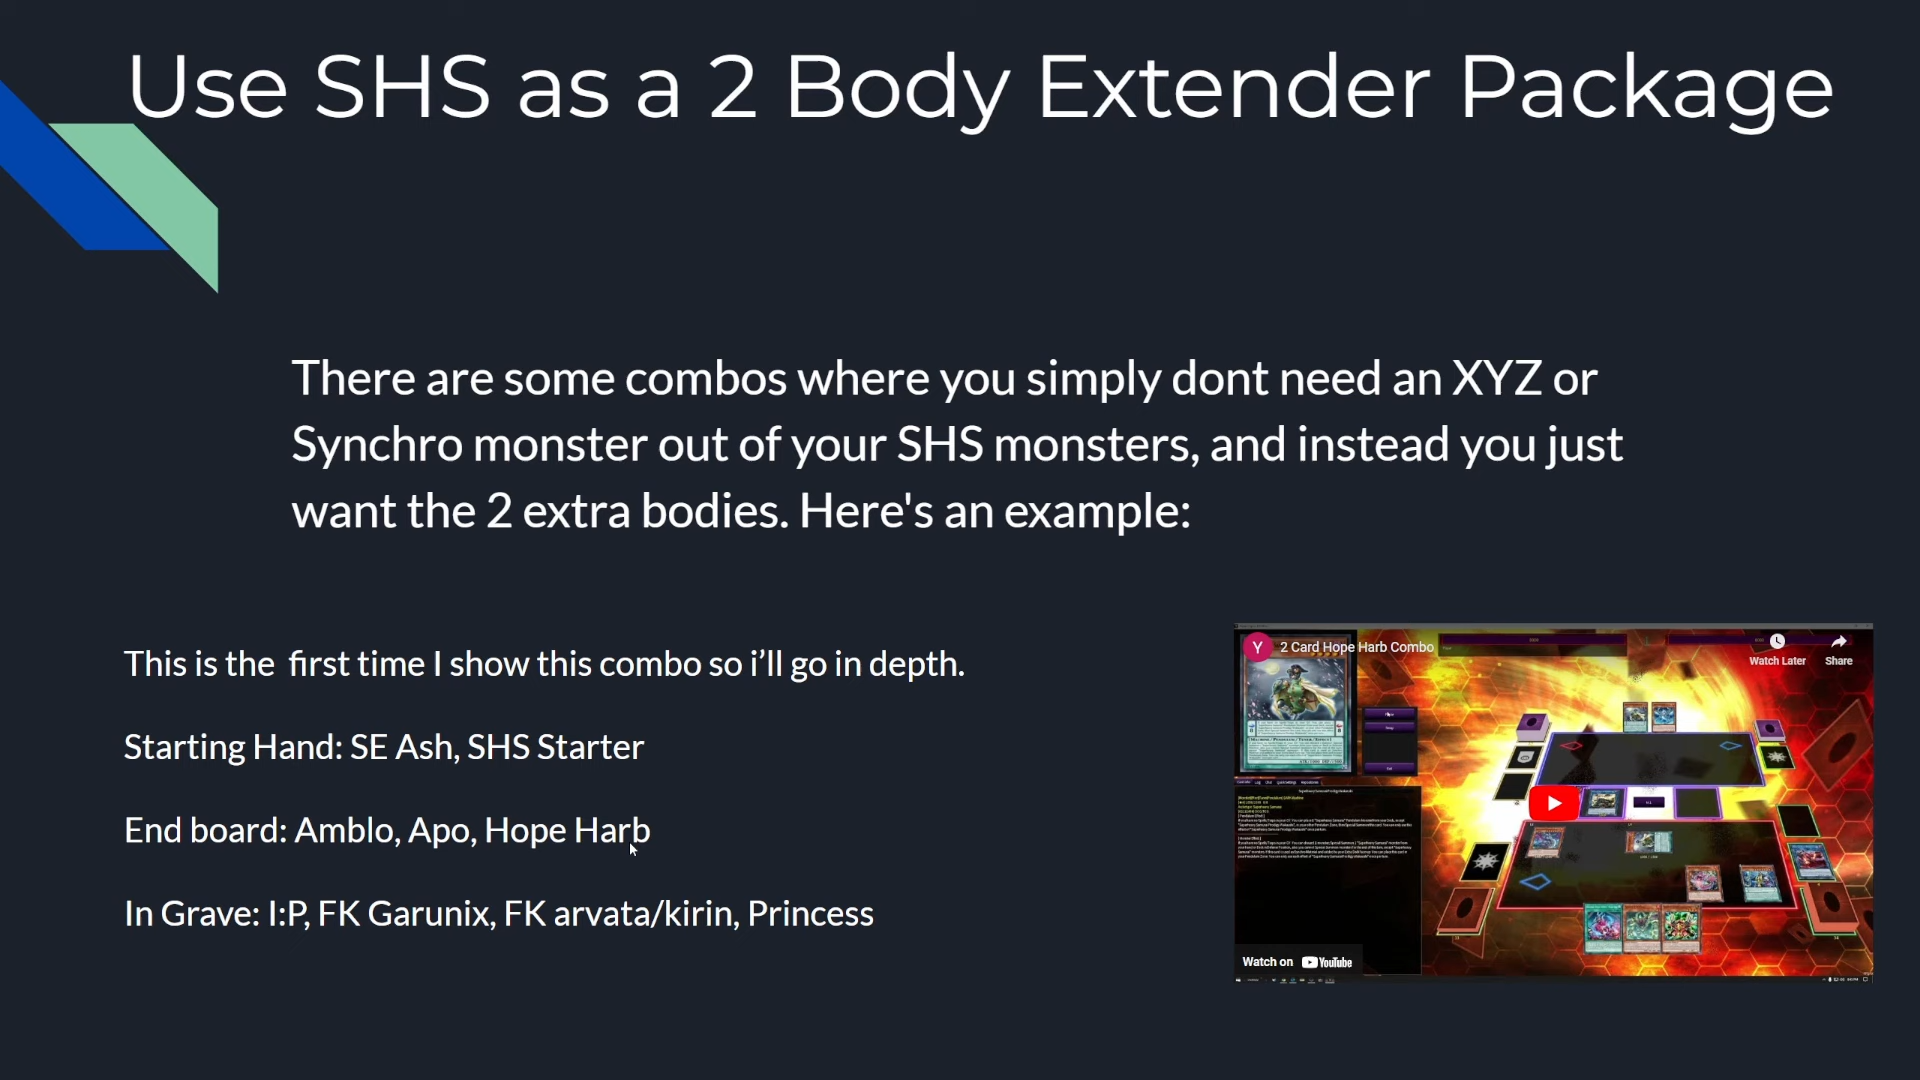 Use SHS as a 2 Body Extender Package
There are some combos where you simply dont need an XYZ or
Synchro monster out of your SHS monsters, and instead you just
want the 2 extra bodies. Here's an example:
This is the first time I show this combo so i’ll go in depth.
Starting Hand: SE Ash, SHS Starter
End board: Amblo, Apo, Hope Harb
In Grave: I:P, FK Garunix, FK arvata/kirin, Princess
Y
2 Card Hope Harb Combo
Watch Later
Share
Watch on YouTube